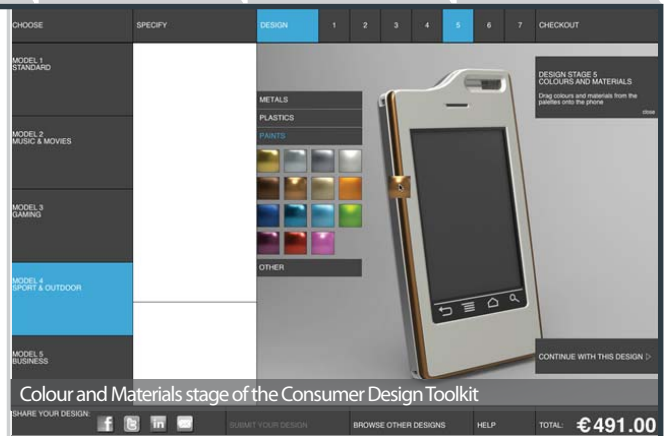 CHOOSE
SPECIFY
DESIGN 1 2 3 4 5 6 7 CHECKOUT
MODEL 1
STANDARD
MODEL 2
MUSIC & MOVIES
MODEL 3
GAMING
MODEL 4
SPORT & OUTDOOR
MODEL 5
BUSINESS
METALS
PLASTICS
PAINTS
OTHER
DESIGN STAGE 5
COLOURS AND MATERIALS
Drag colours and materials from the
palettes onto the phone
close
CONTINUE WITH THIS DESIGN
Colour and Materials stage of the Consumer Design Toolkit
SHARE YOUR DESIGN:
f t in
SUBMIT YOUR DESIGN
BROWSE OTHER DESIGNS
HELP
TOTAL: €491.00